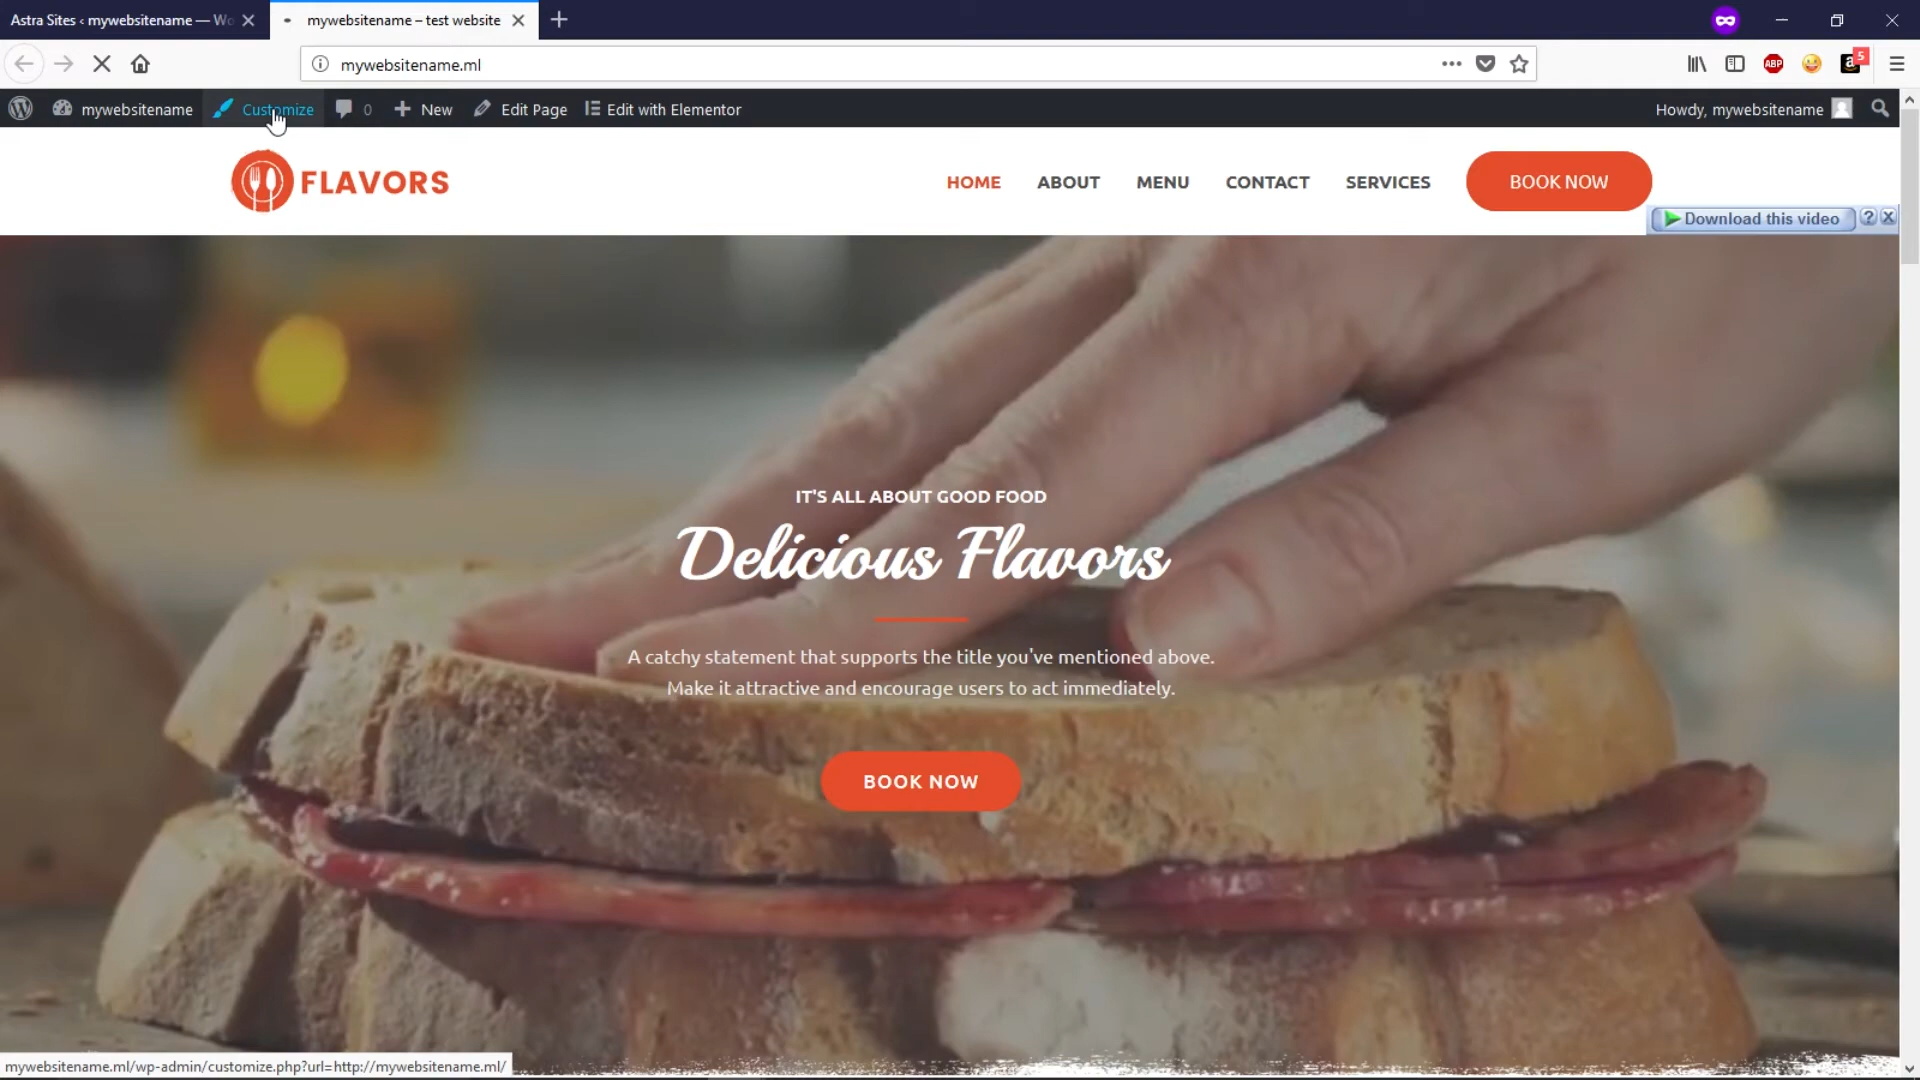 Astra Sites ‹ mywebsitename — Wo
mywebsitename – test website
mywebsitename.ml
ABP
a
5
mywebsitename
Customize
0
New
Edit Page
Edit with Elementor
Howdy, mywebsitename
FLAVORS
HOME
ABOUT
MENU
CONTACT
SERVICES
BOOK NOW
Download this video
?
IT'S ALL ABOUT GOOD FOOD
Delicious Flavors
A catchy statement that supports the title you've mentioned above.
Make it attractive and encourage users to act immediately.
BOOK NOW
mywebsitename.ml/wp-admin/customize.php?url=http://mywebsitename.ml/